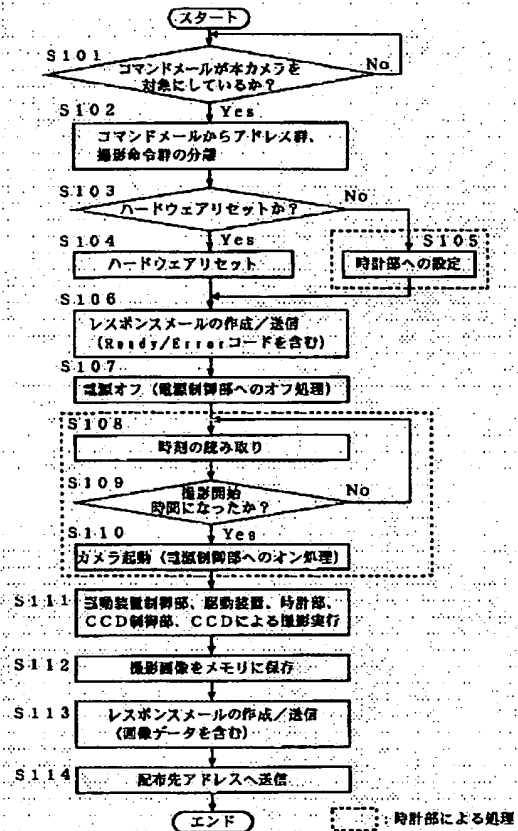 スタート
S101
コマンドメールが本カメラを
対象にしているか？
No
S102
Yes
コマンドメールからアドレス群、
撮影命令群の分離
S103
ハードウェアリセットか？
No
S104
Yes
S105
ハードウェアリセット
時計部への設定
S106
レスポンスメールの作成／送信
（Ready／Errorコードを含む）
S107
電源オフ（電源制御部へのオフ処理）
S108
時刻の読み取り
S109
撮影開始
時間になったか？
No
S110
Yes
カメラ起動（電源制御部へのオン処理）
S111
駆動装置制御部、駆動装置、時計部、
CCD制御部、CCDによる撮影実行
S112
撮影画像をメモリに保存
S113
レスポンスメールの作成／送信
（画像データを含む）
S114
配布先アドレスへ送信
エンド
：時計部による処理